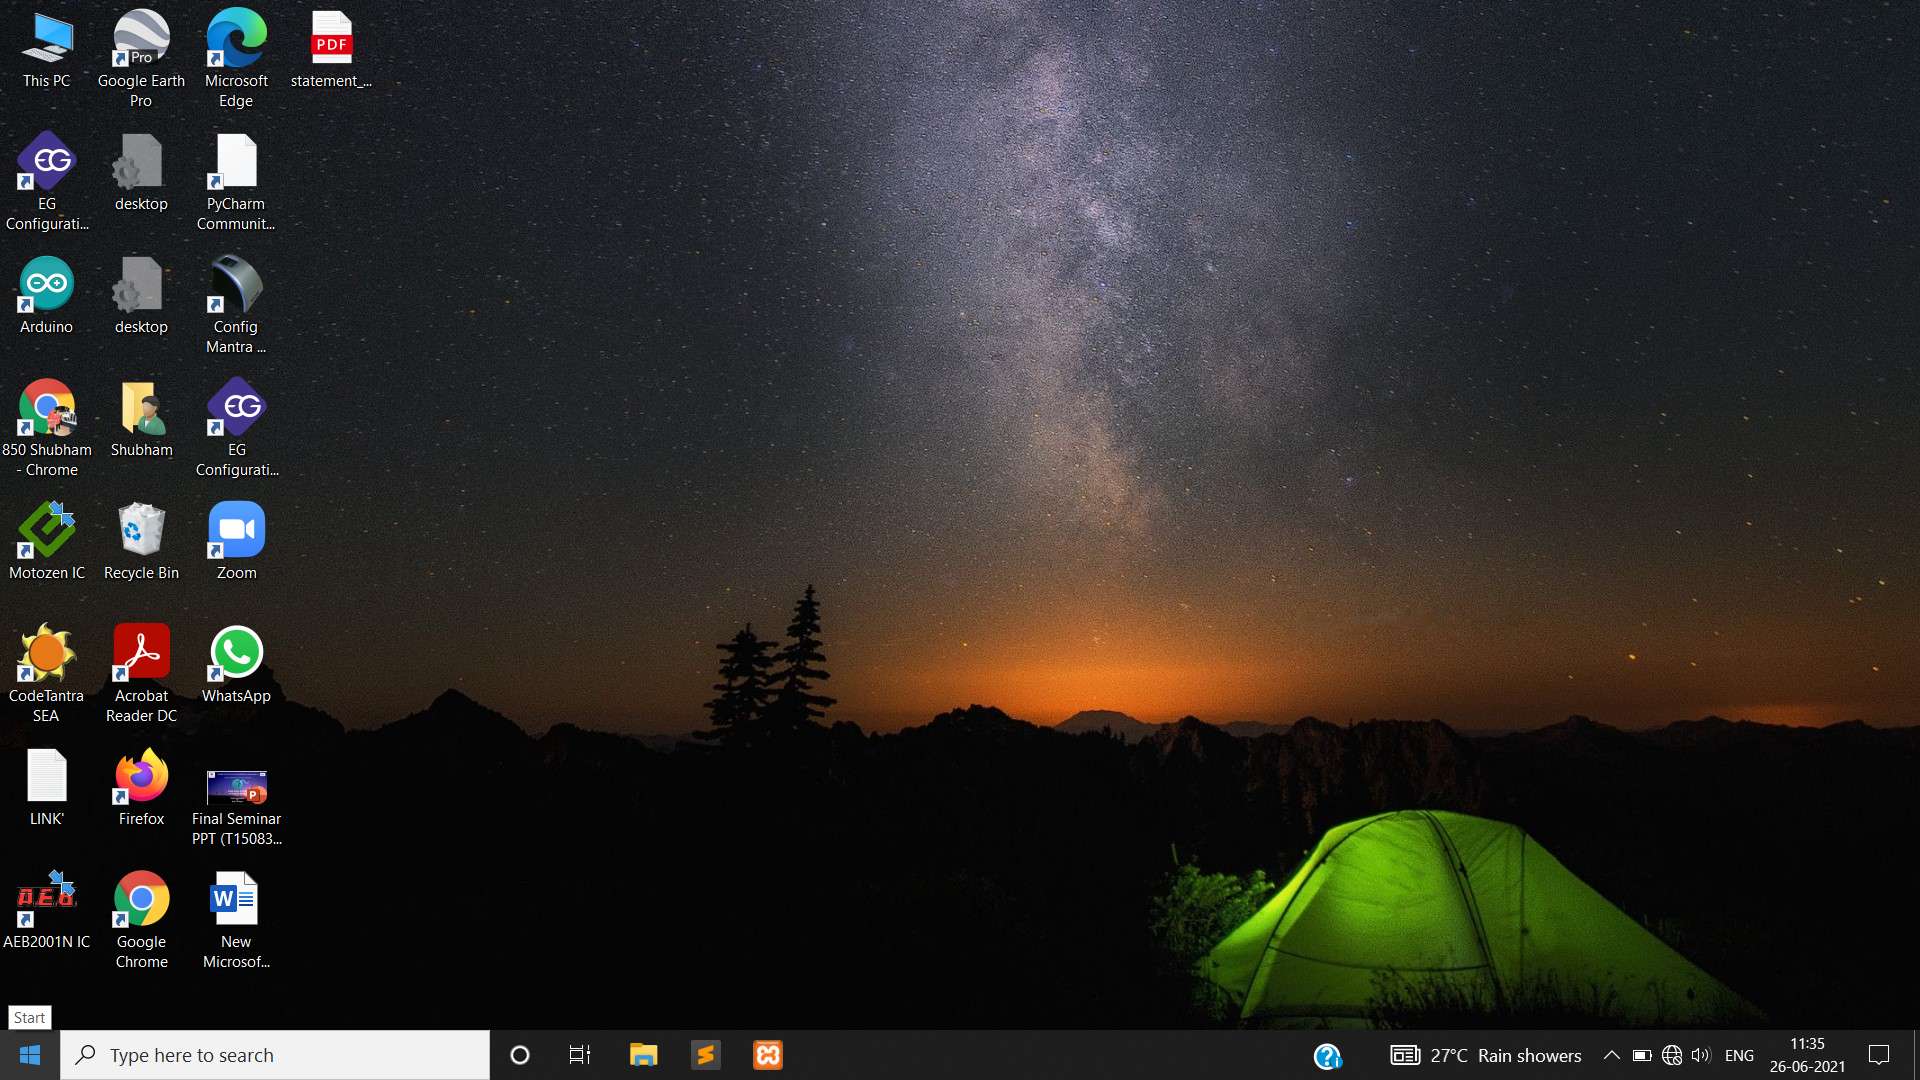 This PC
Google Earth
Pro
Pro
Microsoft
Edge
PDF
statement_...
EG
EG
Configurati...
desktop
PyCharm
Communit...
Arduino
desktop
Config
Mantra ...
850 Shubham
- Chrome
Shubham
EG
EG
Configurati...
Motozen IC
Recycle Bin
Zoom
CodeTantra
SEA
Acrobat
Reader DC
WhatsApp
LINK'
Firefox
P
Final Seminar
PPT (T15083...
A.E.B.
AEB2001N IC
Google
Chrome
W
New
Microsof...
Start
Type here to search
27°C Rain showers
ENG
11:35
26-06-2021